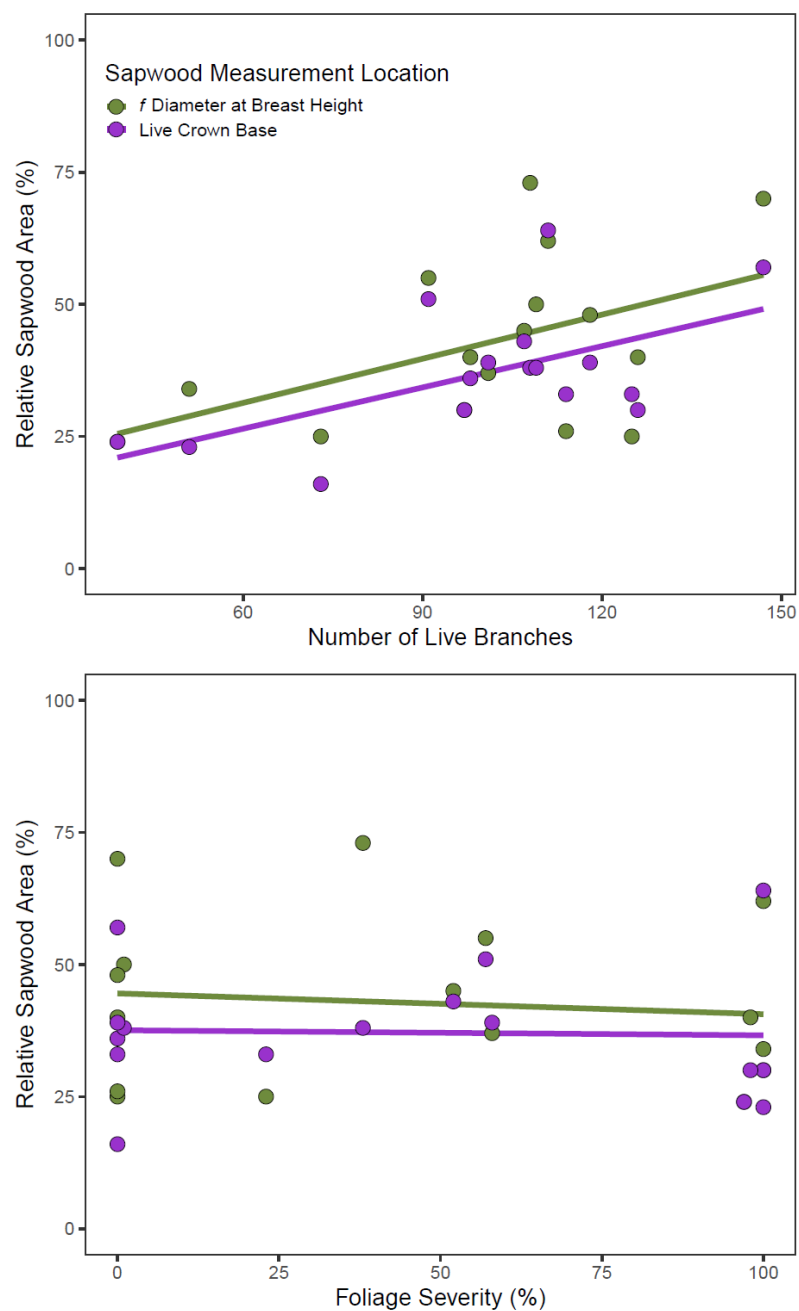 100
Sapwood Measurement Location
f Diameter at Breast Height
Live Crown Base
75
50
25
0
Relative Sapwood Area (%)
60 90 120 150
Number of Live Branches
100
75
50
25
0
Relative Sapwood Area (%)
0 25 50 75 100
Foliage Severity (%)